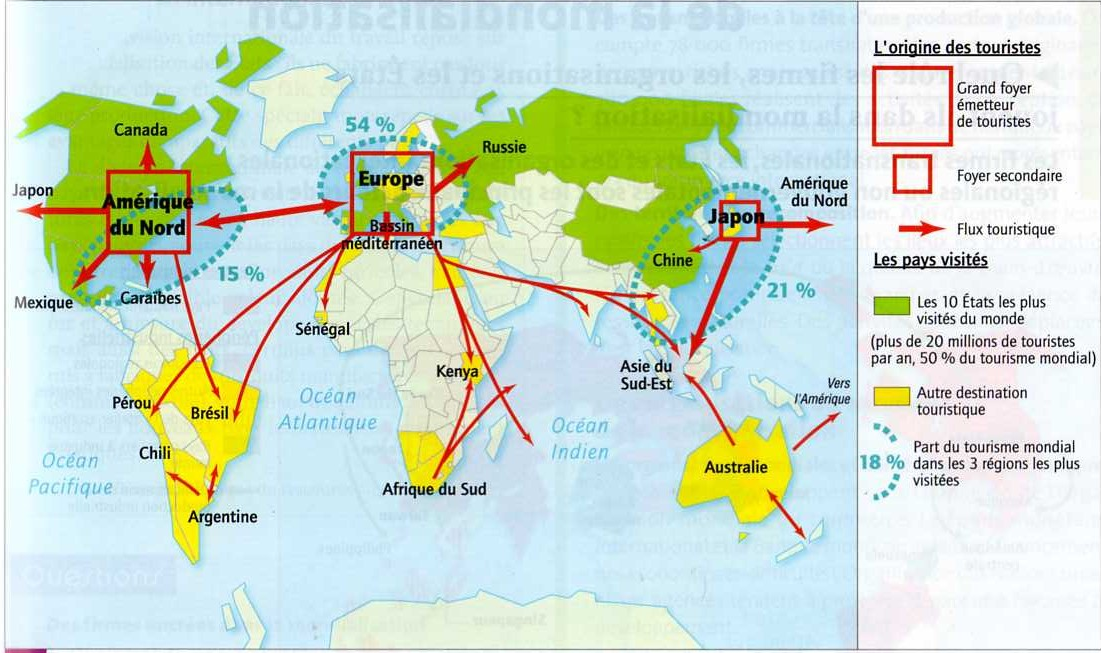 Canada
Japon
Amérique
du Nord
Mexique
Caraïbes
15 %
54 %
Europe
Bassin
méditerranéen
Russie
Japon
Amérique
du Nord
Chine
21 %
Sénégal
Kenya
Asie du
Sud-Est
Pérou
Brésil
Chili
Argentine
Océan
Atlantique
Océan
Pacifique
Océan
Indien
Afrique du Sud
Australie
Vers
l'Amérique
L'origine des touristes
Grand foyer
émetteur
de touristes
Foyer secondaire
Flux touristique
Les pays visités
Les 10 États les plus
visités du monde
(plus de 20 millions de touristes
par an, 50 % du tourisme mondial)
Autre destination
touristique
18 %
Part du tourisme mondial
dans les 3 régions les plus
visitées
Questions